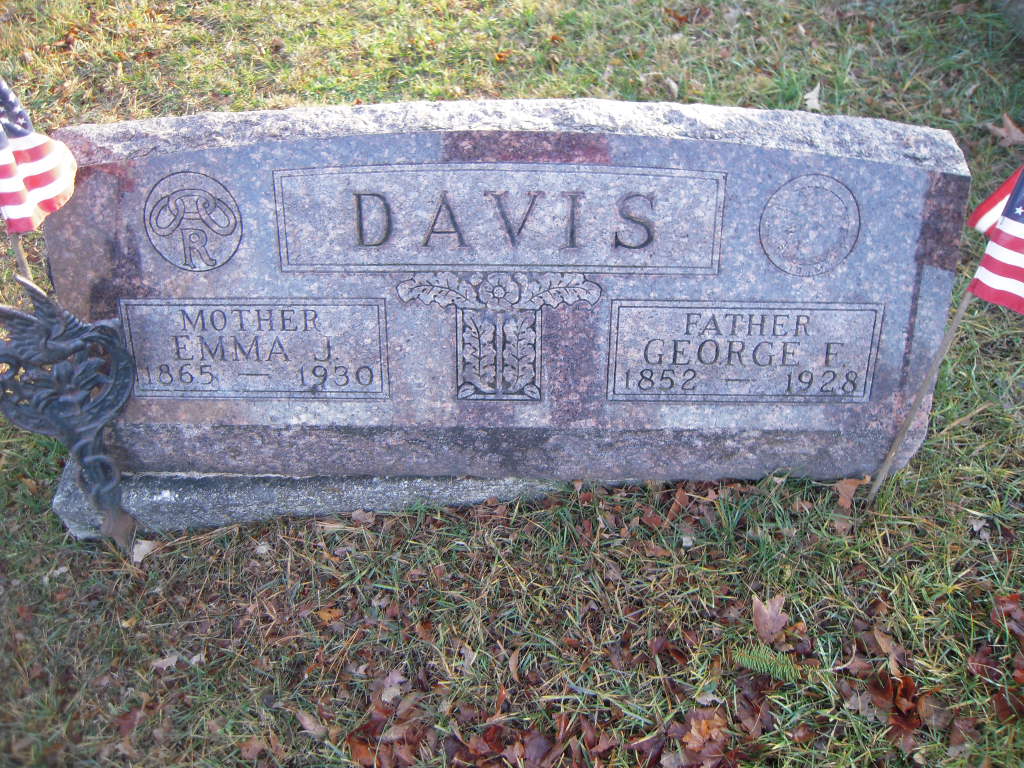 DAVIS
R
MOTHER
EMMA J.
1865 — 1930
FATHER
GEORGE F.
1852 — 1928